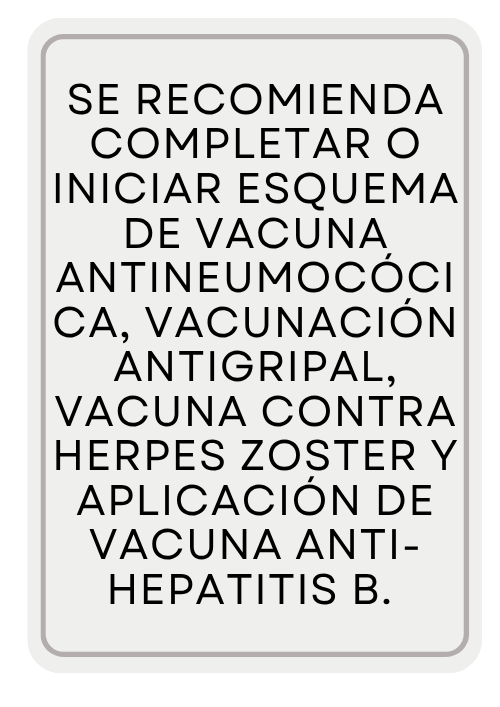 SE RECOMIENDA
COMPLETAR O
INICIAR ESQUEMA
DE VACUNA
ANTINEUMOCÓCI
CA, VACUNACIÓN
ANTIGRIPAL,
VACUNA CONTRA
HERPES ZOSTER Y
APLICACIÓN DE
VACUNA ANTI-
HEPATITIS B.